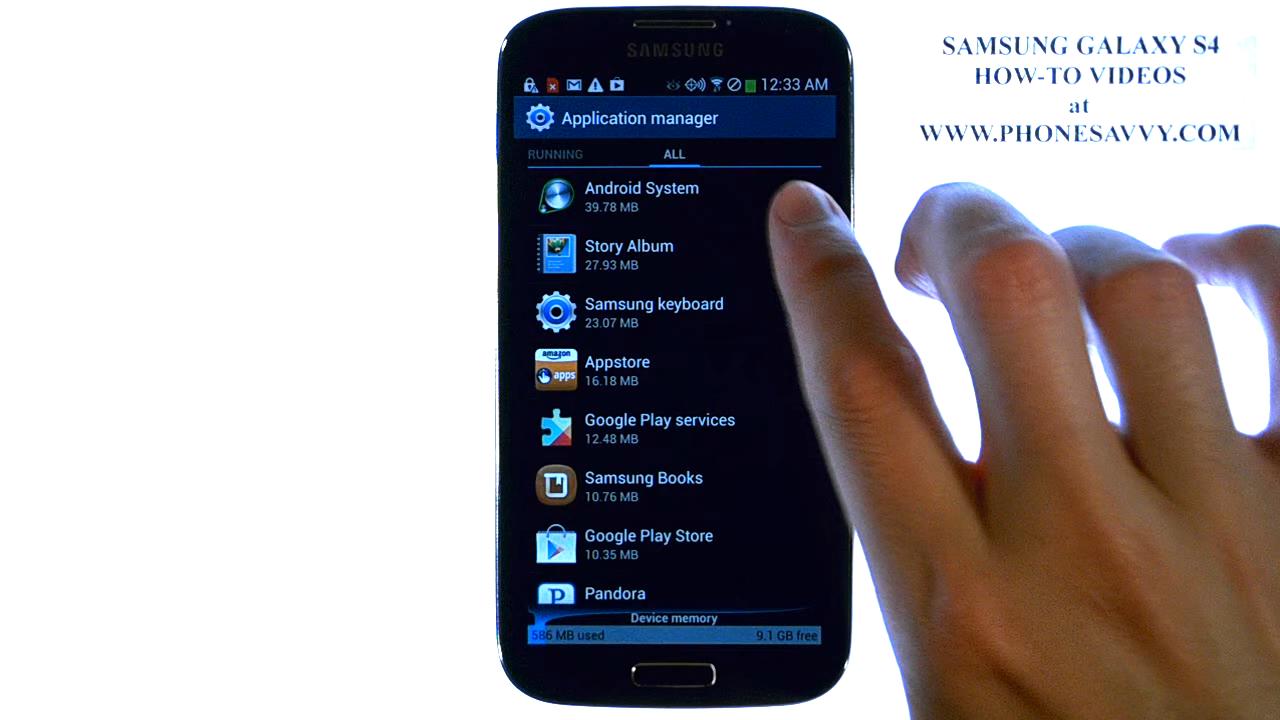 SAMSUNG GALAXY S4
HOW-TO VIDEOS
at
WWW.PHONESAVVY.COM
SAMSUNG
12:33 AM
Application manager
RUNNING
ALL
Android System
39.78 MB
Story Album
27.93 MB
Samsung keyboard
23.07 MB
amazon
apps
Appstore
16.18 MB
Google Play services
12.48 MB
Samsung Books
10.76 MB
Google Play Store
10.35 MB
P
Pandora
Device memory
586 MB used
9.1 GB free